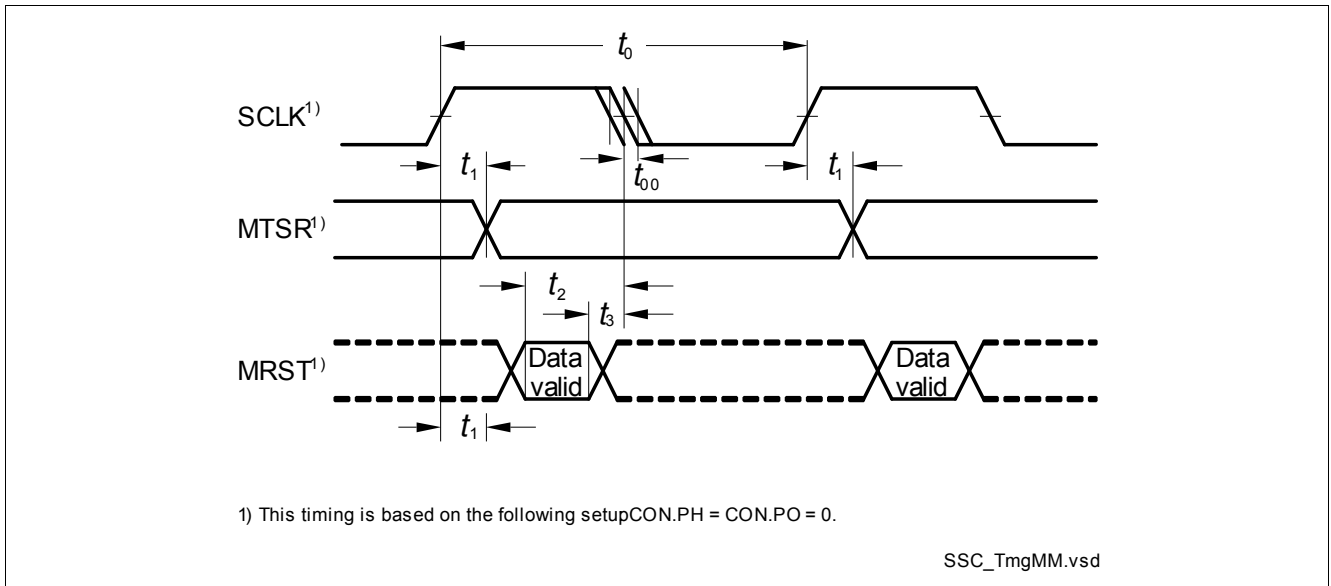 t0
SCLK1)
t1
t00
t1
MTSR1)
t2
t3
MRST1)
Data
valid
Data
valid
t1
1) This timing is based on the following setupCON.PH = CON.PO = 0.
SSC_TmgMM.vsd